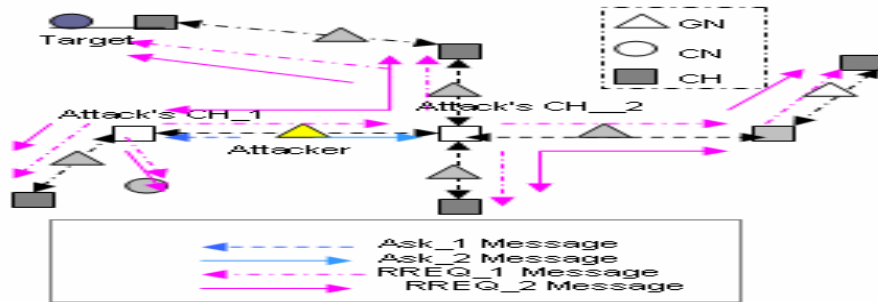 GN
CN
CH
Target
Attack's CH_1
Attack's CH__2
Attacker
Ask_1 Message
Ask_2 Message
RREQ_1 Message
RREQ_2 Message